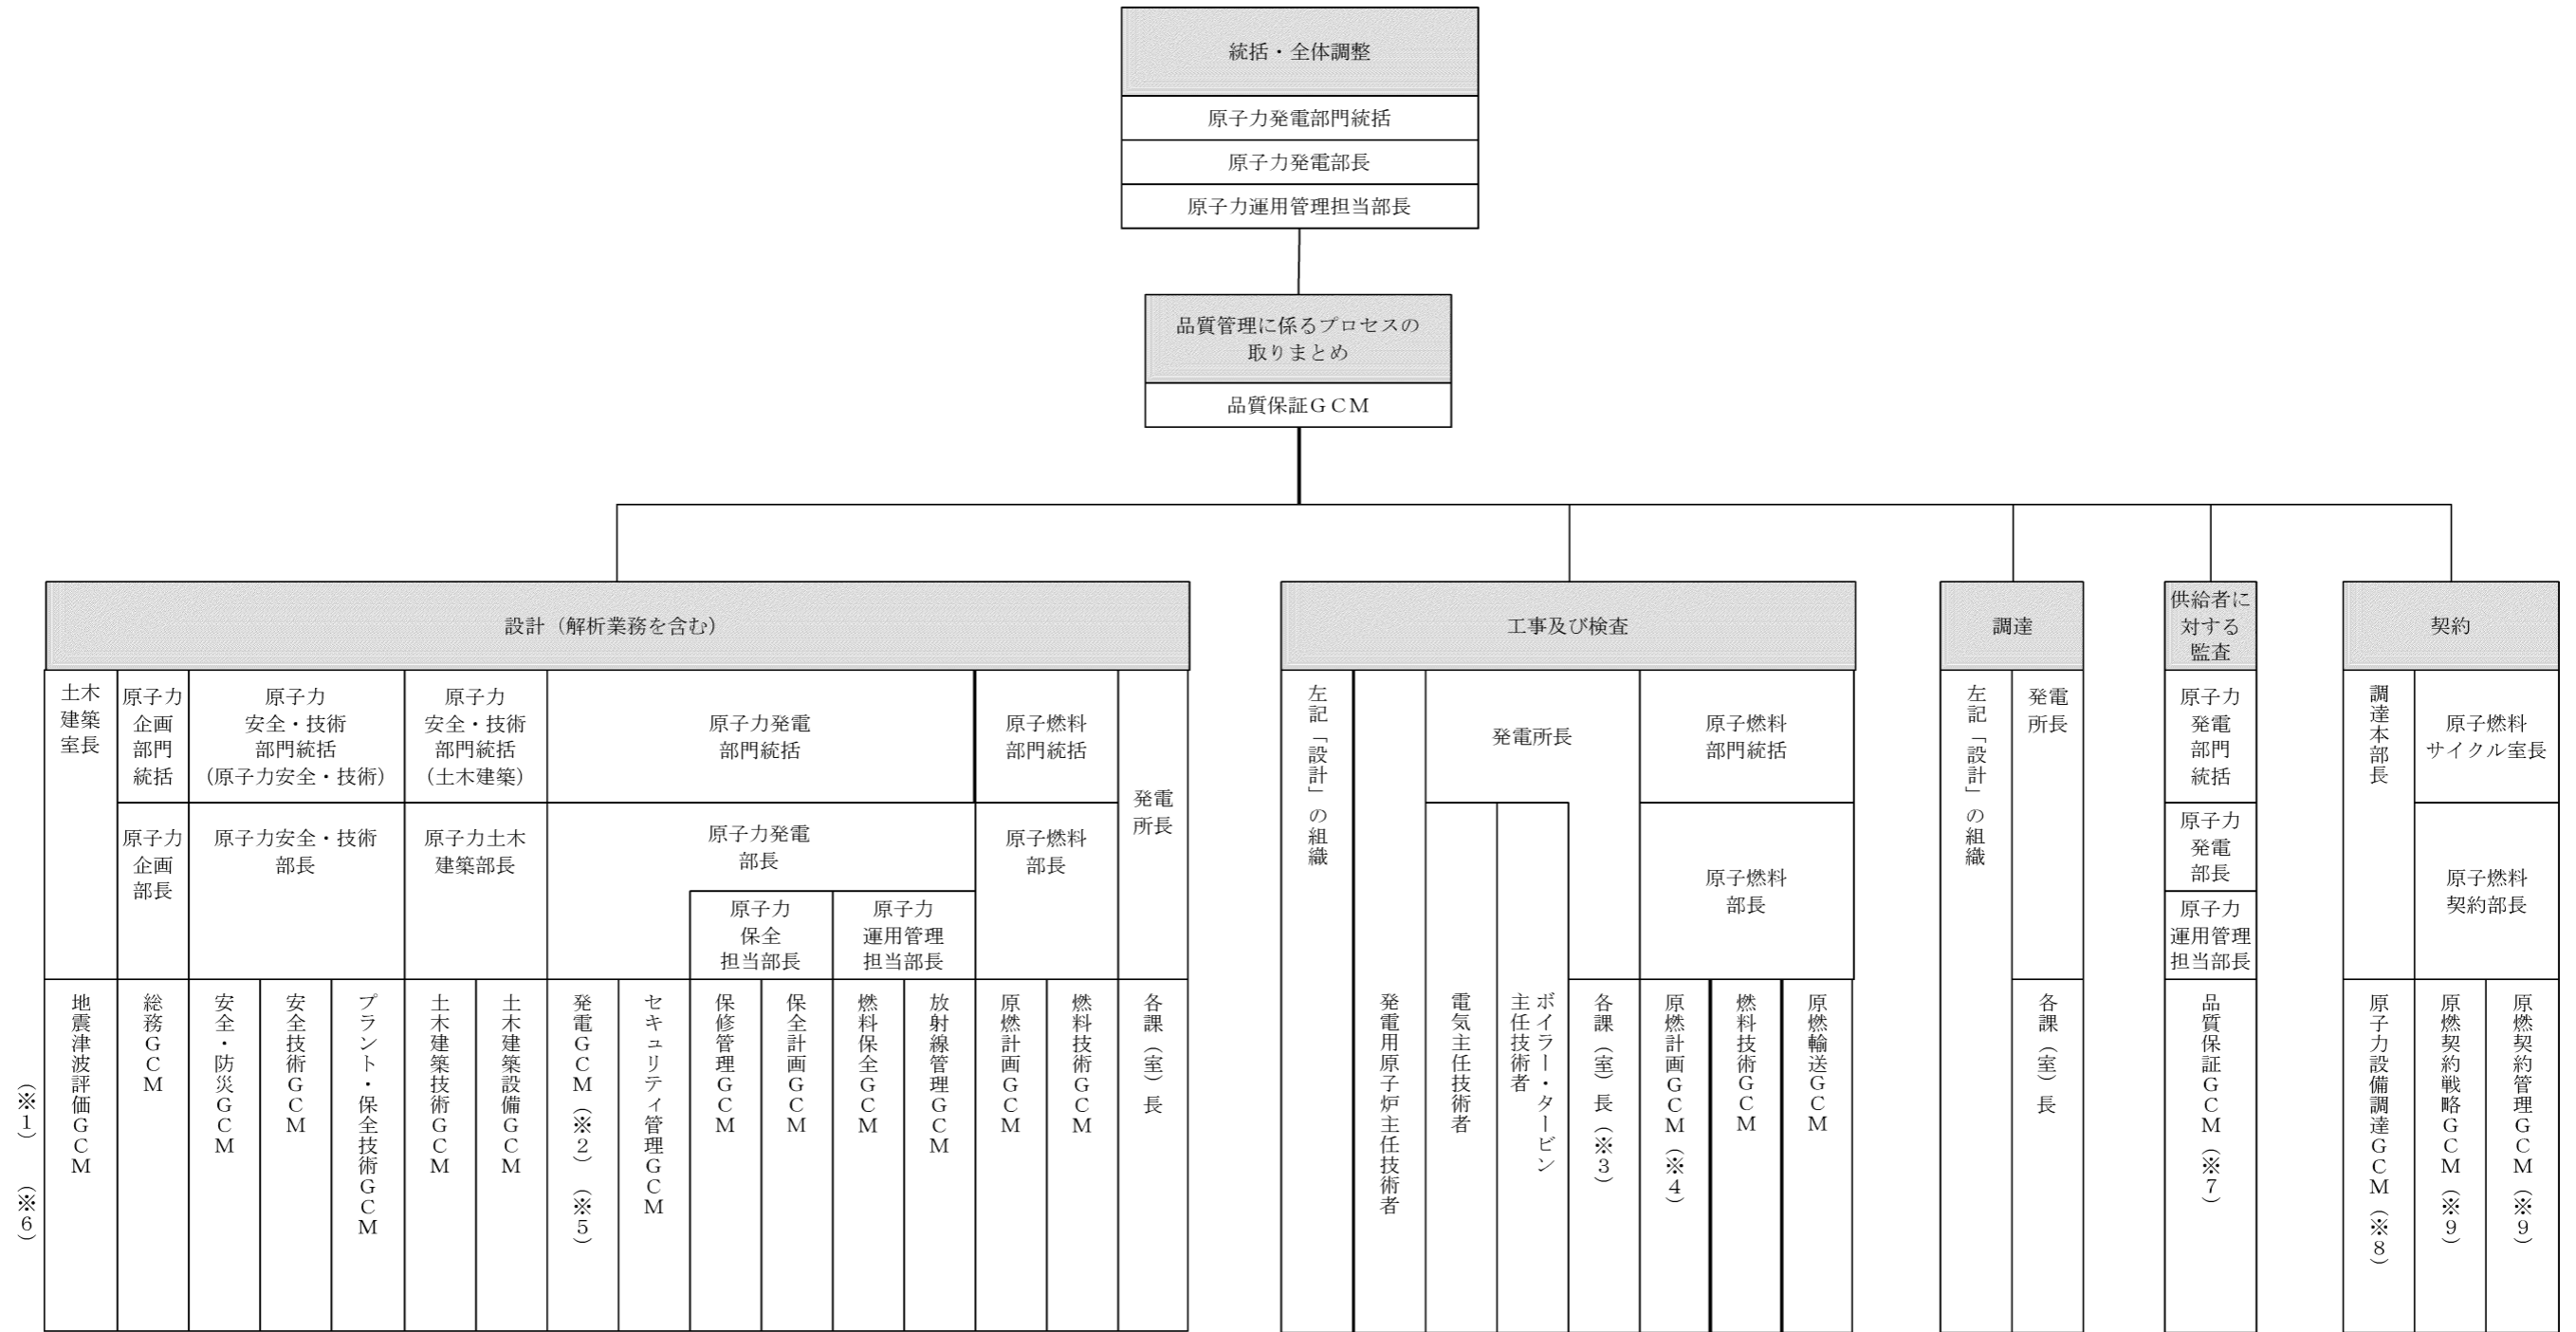 統括・全体調整
原子力発電部門統括
原子力発電部長
原子力運用管理担当部長
品質管理に係るプロセスの
取りまとめ
品質保証ＧＣＭ
設計（解析業務を含む）
土木
建築
室長
原子力
企画
部門
統括
原子力
安全・技術
部門統括
（原子力安全・技術）
原子力
安全・技術
部門統括
（土木建築）
原子力発電
部門統括
原子燃料
部門統括
発電
所長
原子力
企画
部長
原子力安全・技術
部長
原子力土木
建築部長
原子力発電
部長
原子燃料
部長
原子力
保全
担当部長
原子力
運用管理
担当部長
（※１）　（※６）
地震津波評価ＧＣＭ
総務ＧＣＭ
安全・防災ＧＣＭ
安全技術ＧＣＭ
プラント・保全技術ＧＣＭ
土木建築技術ＧＣＭ
土木建築設備ＧＣＭ
発電ＧＣＭ（※２）（※５）
セキュリティ管理ＧＣＭ
保修管理ＧＣＭ
保全計画ＧＣＭ
燃料保全ＧＣＭ
放射線管理ＧＣＭ
原燃計画ＧＣＭ
燃料技術ＧＣＭ
各課（室）長
工事及び検査
左記「設計」の組織
発電所長
原子燃料
部門統括
原子燃料
部長
発電用原子炉主任技術者
電気主任技術者
ボイラー・タービン
主任技術者
各課（室）長（※３）
原燃計画ＧＣＭ（※４）
燃料技術ＧＣＭ
原燃輸送ＧＣＭ
調達
左記「設計」の組織
発電
所長
各課（室）長
供給者に
対する
監査
原子力
発電
部門
統括
原子力
発電
部長
原子力
運用管理
担当部長
品質保証ＧＣＭ（※７）
契約
調達本部長
原子燃料
サイクル室長
原子燃料
契約部長
原子力設備調達ＧＣＭ（※８）
原燃契約戦略ＧＣＭ（※９）
原燃契約管理ＧＣＭ（※９）